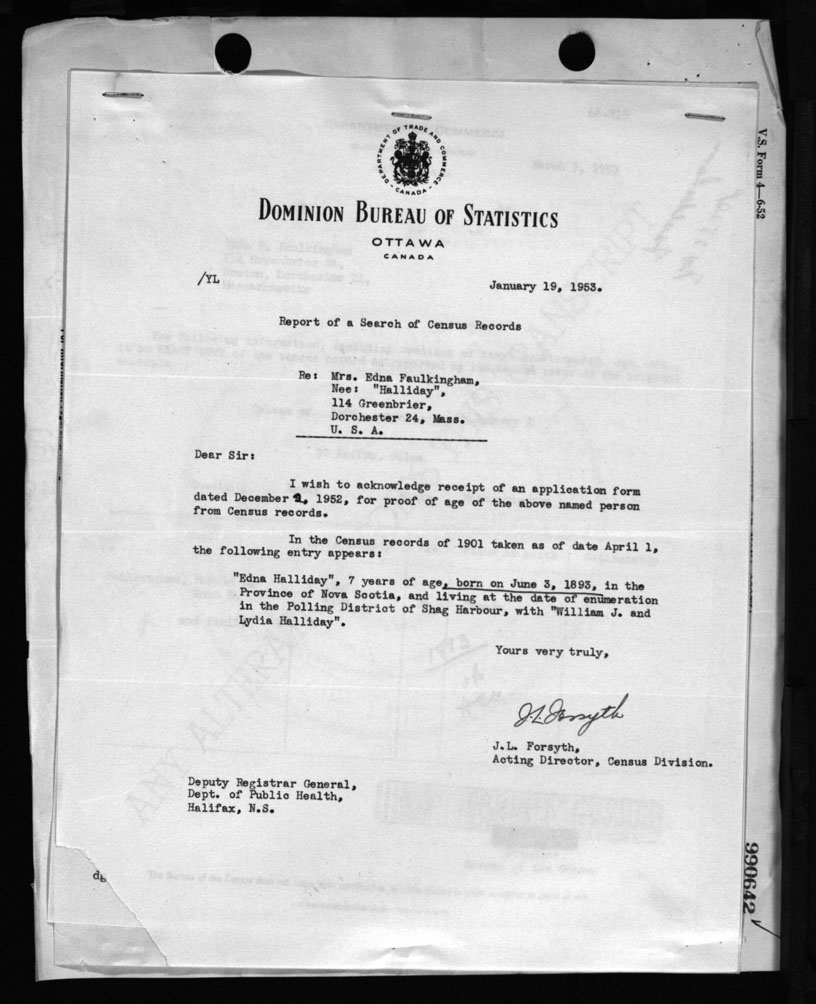 DEPARTMENT OF TRADE AND COMMERCE
CANADA
DOMINION BUREAU OF STATISTICS
OTTAWA
CANADA
V.S. Form 4—6-52
/YL
January 19, 1953.
Report of a Search of Census Records
Re: Mrs. Edna Faulkingham,
Nee: "Halliday",
114 Greenbrier,
Dorchester 24, Mass.
U. S. A.
Dear Sir:
I wish to acknowledge receipt of an application form
dated December 2, 1952, for proof of age of the above named person
from Census records.
In the Census records of 1901 taken as of date April 1,
the following entry appears:
"Edna Halliday", 7 years of age, born on June 3, 1893, in the
Province of Nova Scotia, and living at the date of enumeration
in the Polling District of Shag Harbour, with "William J. and
Lydia Halliday".
Yours very truly,
J.L. Forsyth
J.L. Forsyth,
Acting Director, Census Division.
Deputy Registrar General,
Dept. of Public Health,
Halifax, N.S.
990642